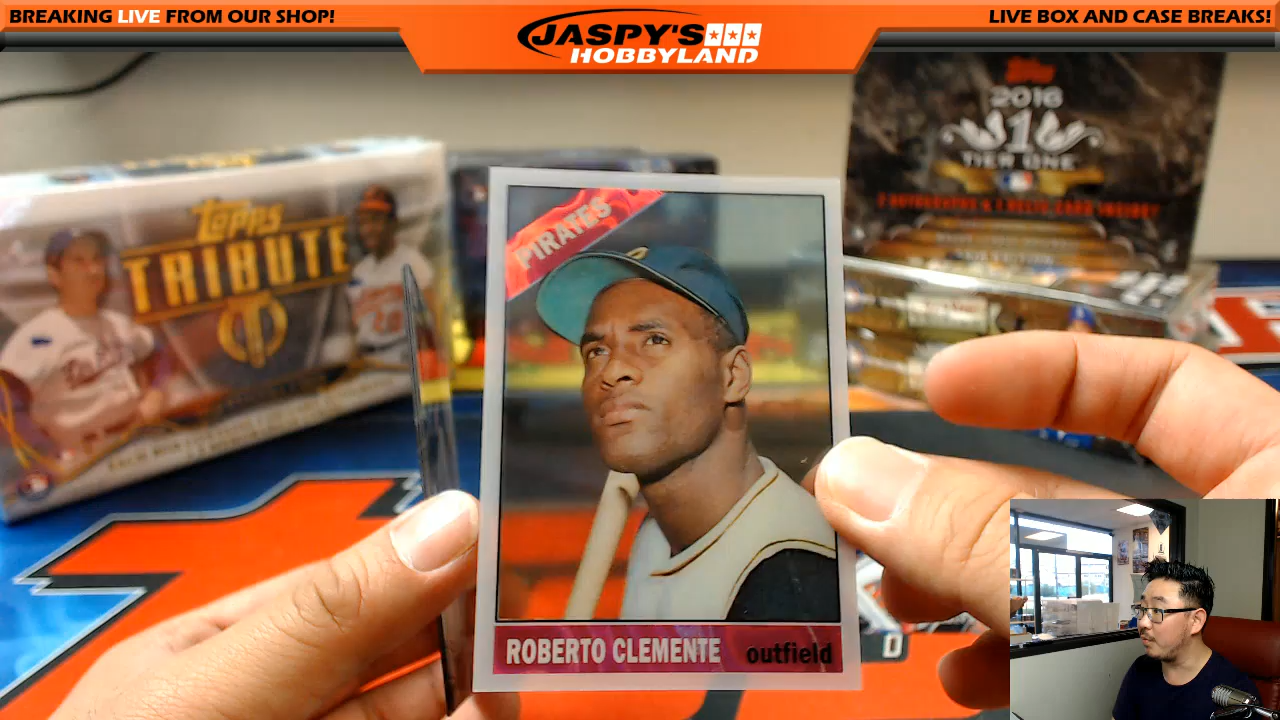 BREAKING LIVE FROM OUR SHOP!
JASPY'S
HOBBYLAND
LIVE BOX AND CASE BREAKS!
Topps
TRIBUTE
Topps
2016
1
TIER ONE
PIRATES
ROBERTO CLEMENTE outfield